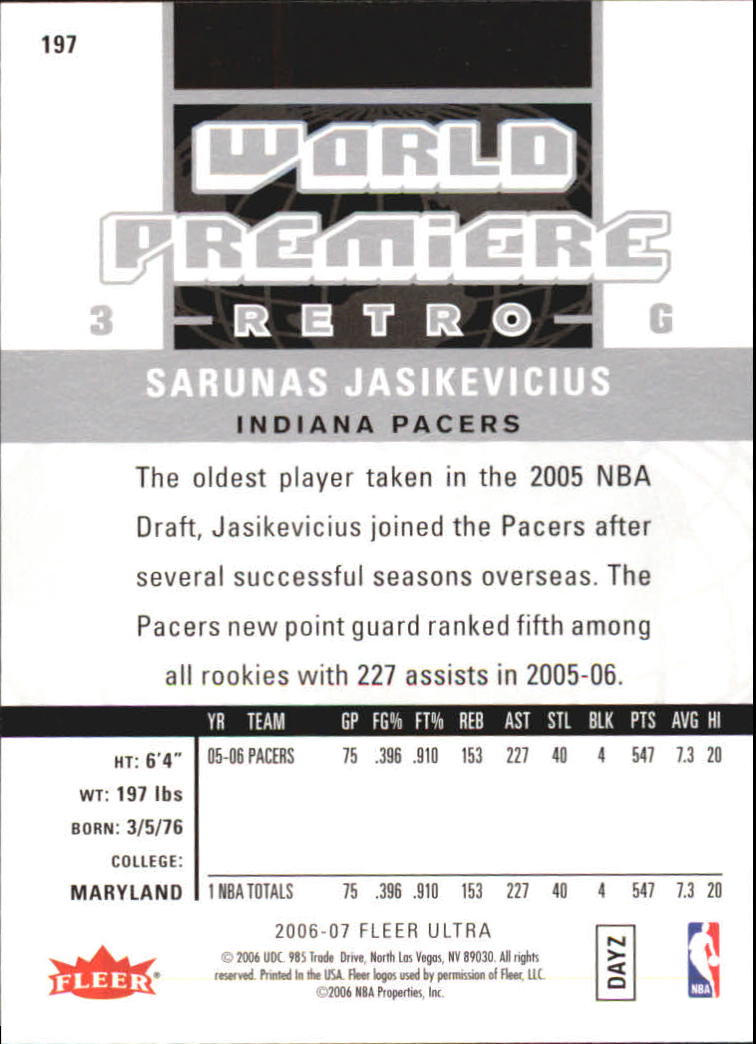 197
WORLD
PREMIERE
3 RETRO G
SARUNAS JASIKEVICIUS
INDIANA PACERS
The oldest player taken in the 2005 NBA
Draft, Jasikevicius joined the Pacers after
several successful seasons overseas. The
Pacers new point guard ranked fifth among
all rookies with 227 assists in 2005-06.
YR TEAM GP FG% FT% REB AST STL BLK PTS AVG HI
HT: 6'4"
WT: 197 lbs
BORN: 3/5/76
COLLEGE:
MARYLAND
05-06 PACERS 75 .396 .910 153 227 40 4 547 7.3 20
1 NBA TOTALS 75 .396 .910 153 227 40 4 547 7.3 20
2006-07 FLEER ULTRA
© 2006 UDC. 985 Trade Drive, North Las Vegas, NV 89030. All rights
reserved. Printed in the USA. Fleer logos used by permission of Fleer, LLC.
©2006 NBA Properties, Inc.
FLEER®
DAYZ
NBA